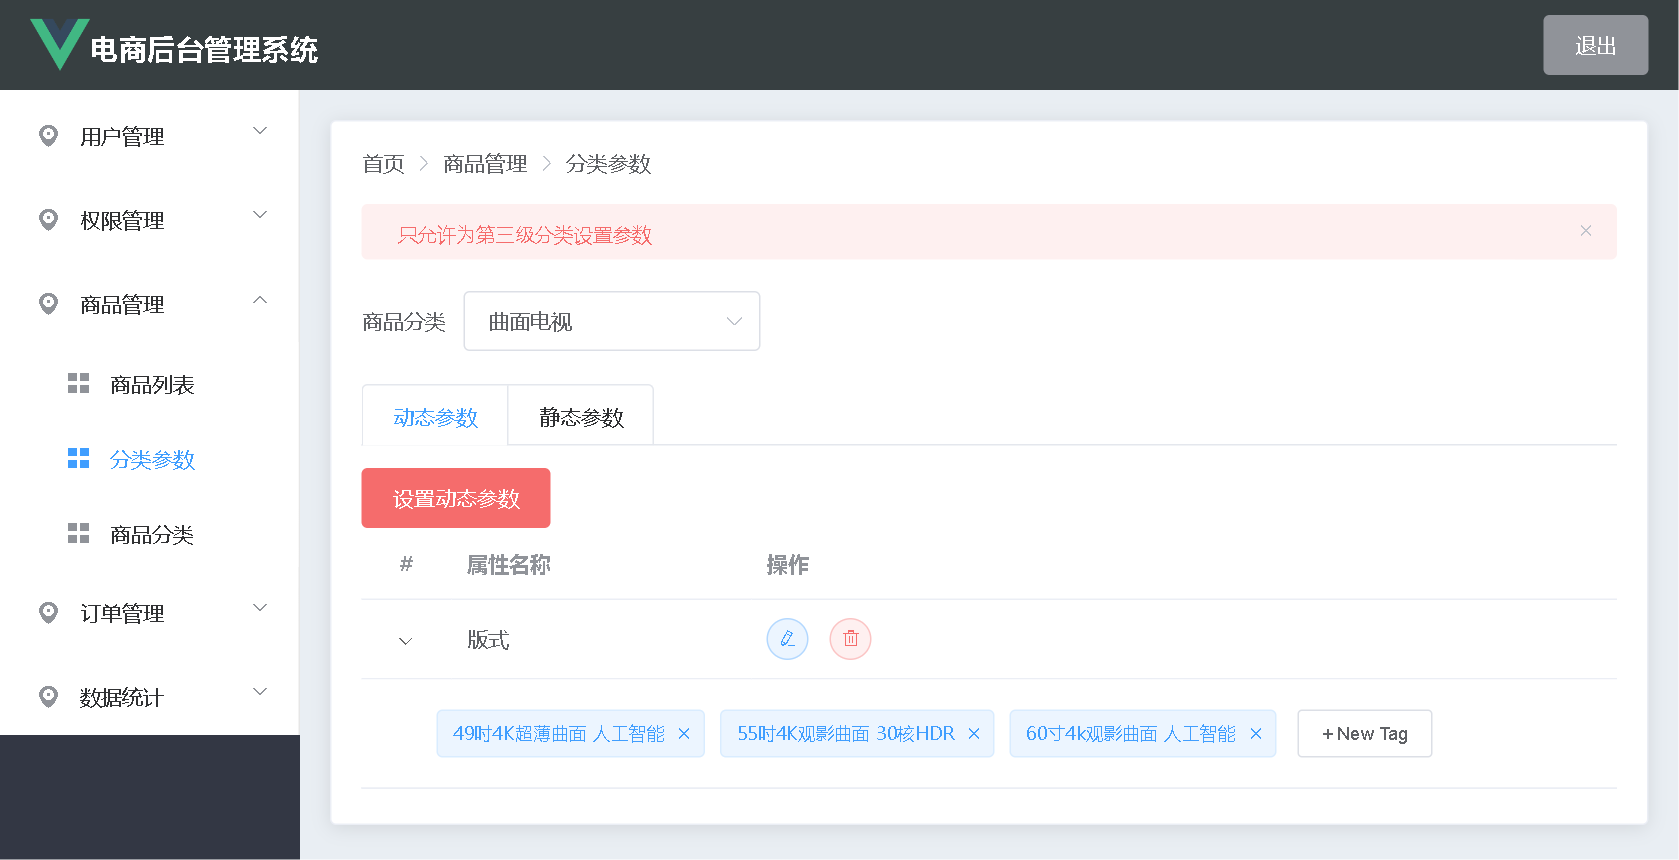 电商后台管理系统
退出
用户管理
权限管理
商品管理
商品列表
分类参数
商品分类
订单管理
数据统计
首页 > 商品管理 > 分类参数
只允许为第三级分类设置参数
商品分类 曲面电视
动态参数 静态参数
设置动态参数
# 属性名称 操作
版式
49吋4K超薄曲面 人工智能 55吋4K观影曲面 30核HDR 60寸4k观影曲面 人工智能 + New Tag